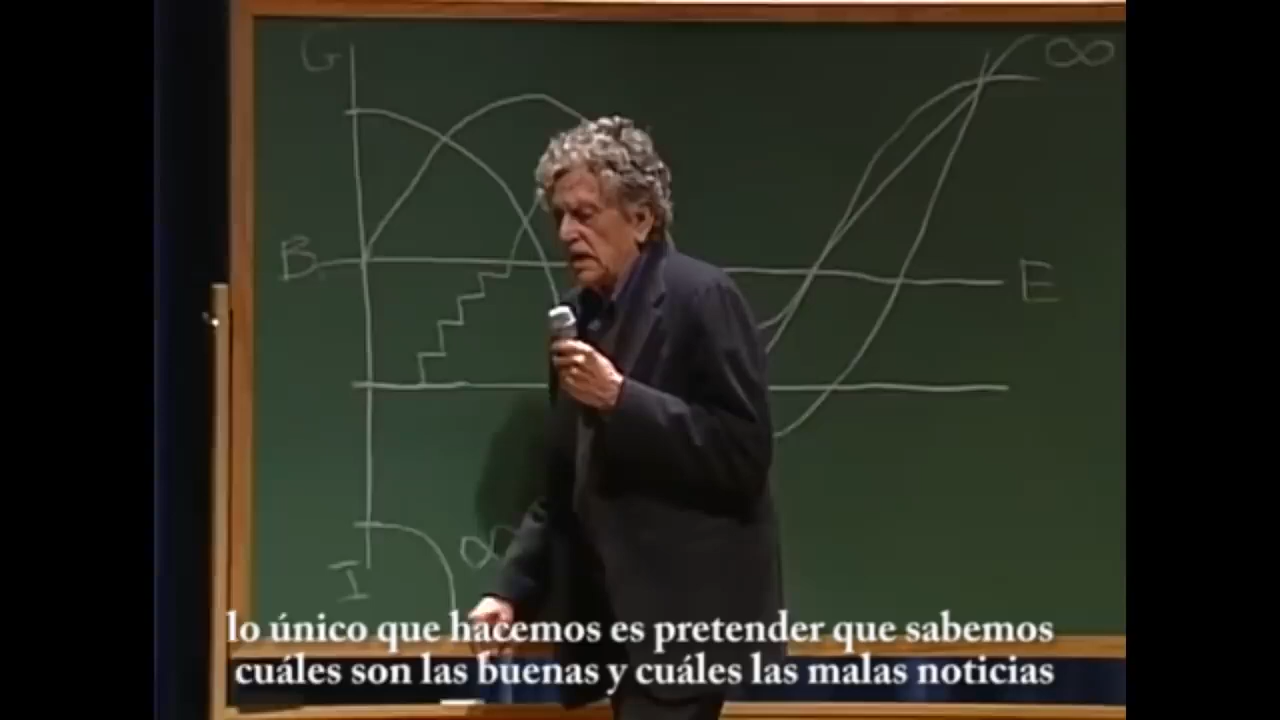 G
∞
B
E
I
∞
lo único que hacemos es pretender que sabemos
cuáles son las buenas y cuáles las malas noticias